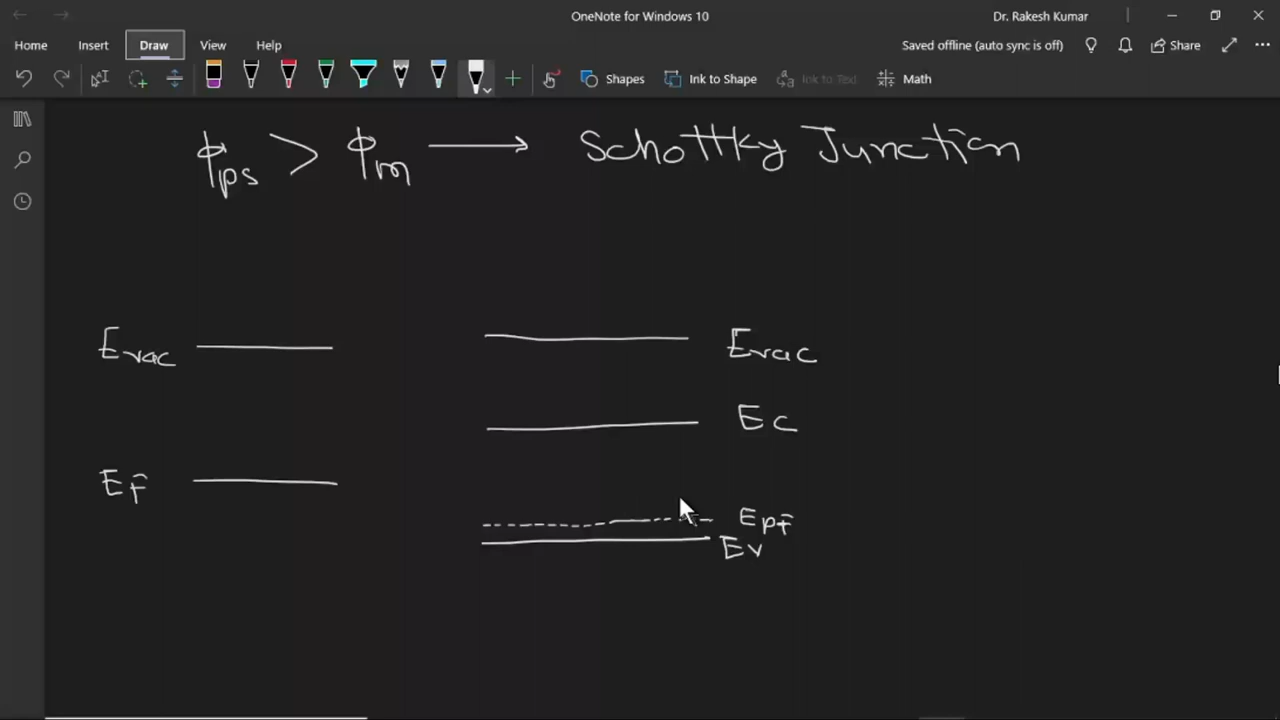 OneNote for Windows 10
Dr. Rakesh Kumar
Home Insert Draw View Help
Saved offline (auto sync is off)
Share
Shapes
Ink to Shape
Ink to Text
Math
ϕps > ϕm → Schottky Junction
Evac
Evac
Ec
EF
EpF
Ev